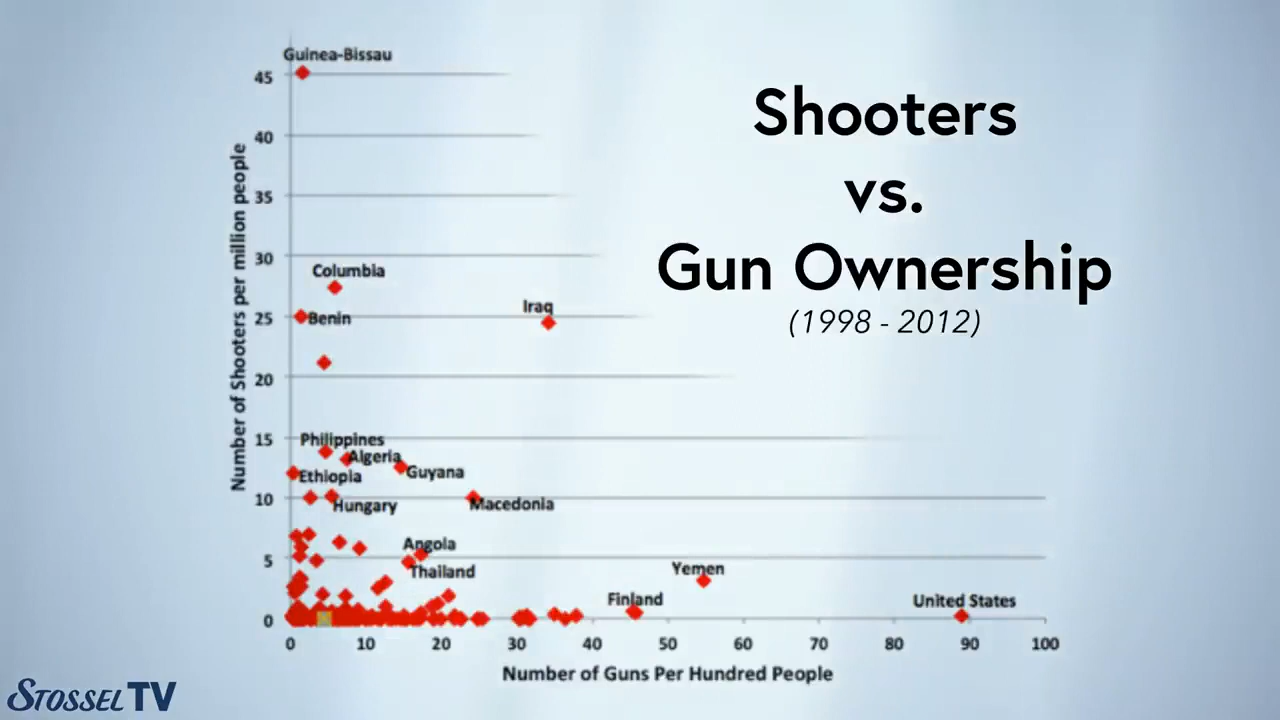 Shooters
vs.
Gun Ownership
(1998 - 2012)
Number of Shooters per million people
45
40
35
30
25
20
15
10
5
0
Guinea-Bissau
Columbia
Iraq
Benin
Philippines
Algeria
Guyana
Ethiopia
Hungary
Macedonia
Angola
Thailand
Yemen
Finland
United States
0 10 20 30 40 50 60 70 80 90 100
Number of Guns Per Hundred People
STOSSEL TV